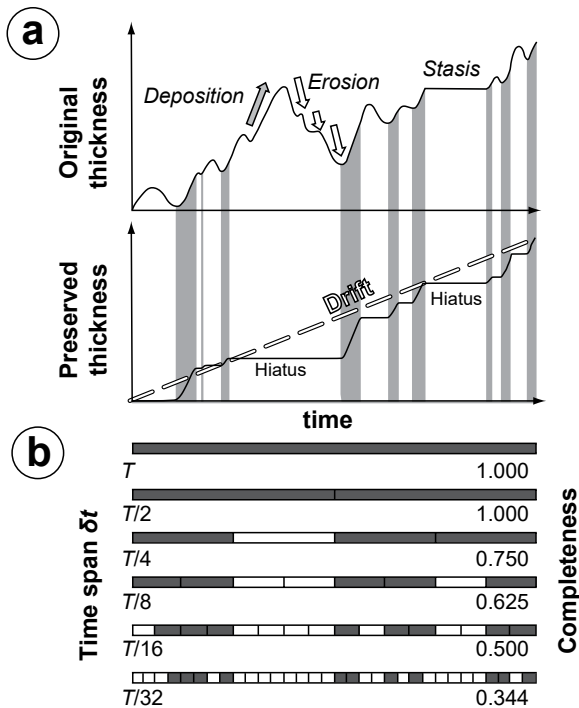 a
Original
thickness
Deposition
Erosion
Stasis
Preserved
thickness
Drift
Hiatus
Hiatus
time
b
Time span δt
Completeness
T 1.000
T/2 1.000
T/4 0.750
T/8 0.625
T/16 0.500
T/32 0.344